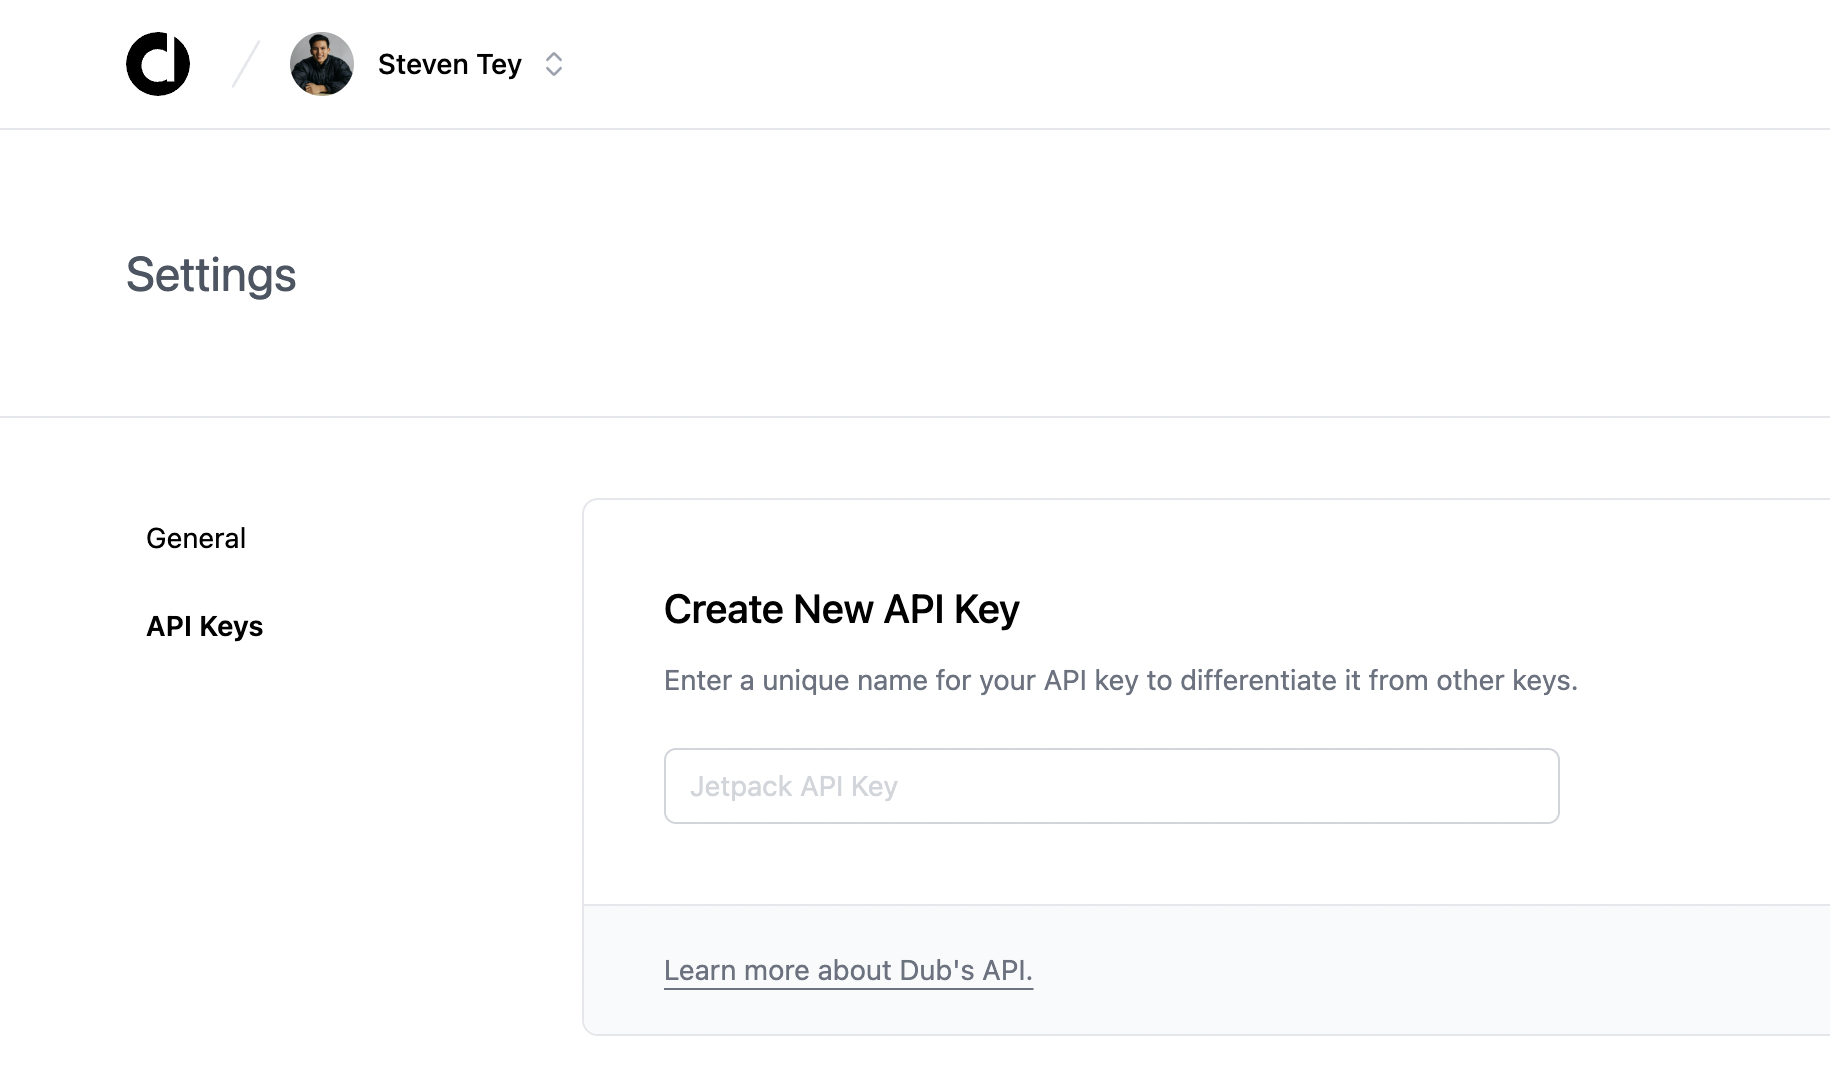 Steven Tey
Settings
General
API Keys
Create New API Key
Enter a unique name for your API key to differentiate it from other keys.
Jetpack API Key
Learn more about Dub's API.